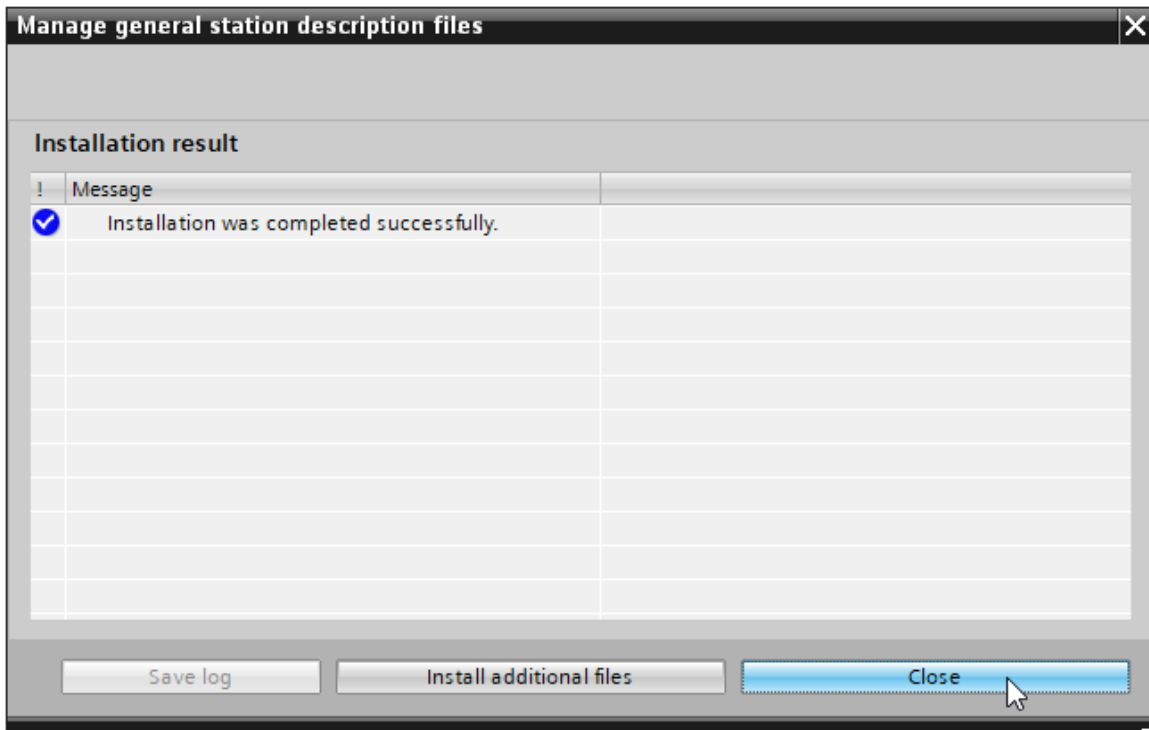 Manage general station description files
Installation result
! Message
Installation was completed successfully.
Save log Install additional files Close